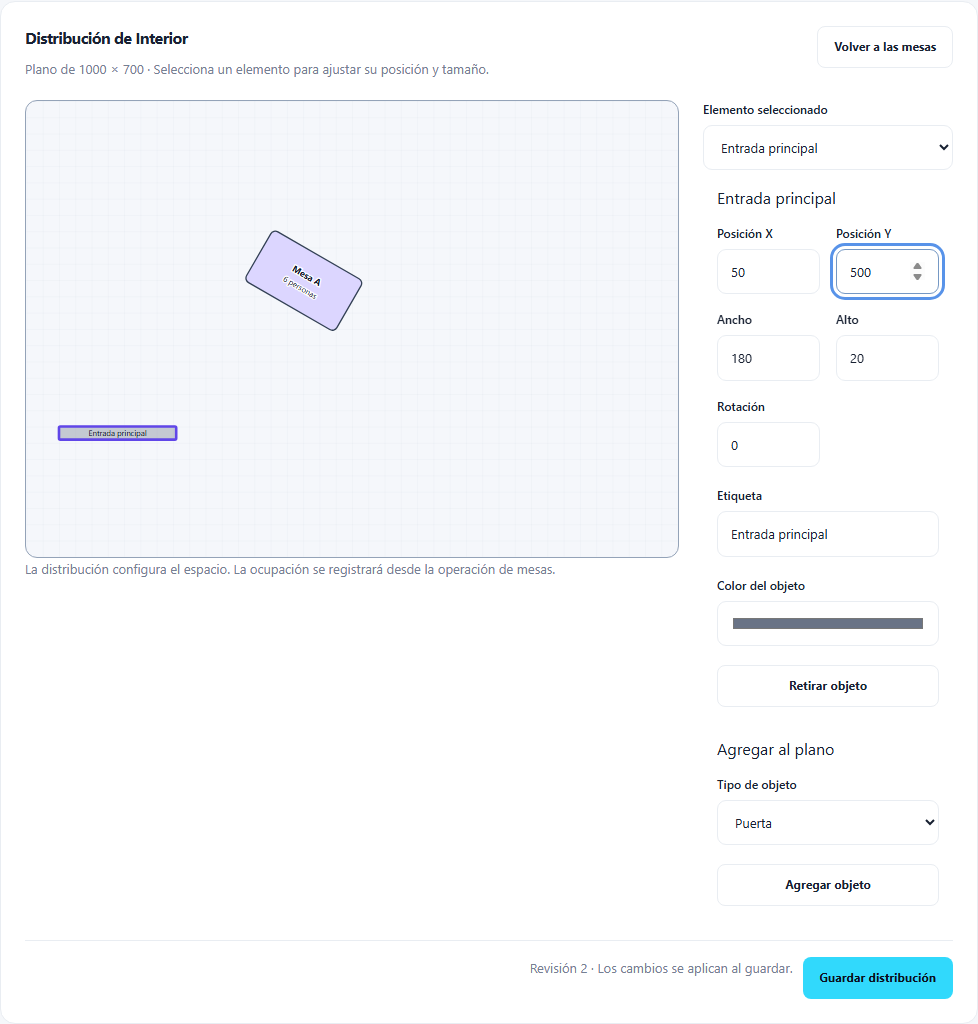 Distribución de Interior
Volver a las mesas
Plano de 1000 × 700 · Selecciona un elemento para ajustar su posición y tamaño.
Mesa A
6 personas
Entrada principal
La distribución configura el espacio. La ocupación se registrará desde la operación de mesas.
Elemento seleccionado
Entrada principal
Entrada principal
Posición X
Posición Y
50
500
Ancho
Alto
180
20
Rotación
0
Etiqueta
Entrada principal
Color del objeto
Retirar objeto
Agregar al plano
Tipo de objeto
Puerta
Agregar objeto
Revisión 2 · Los cambios se aplican al guardar.
Guardar distribución